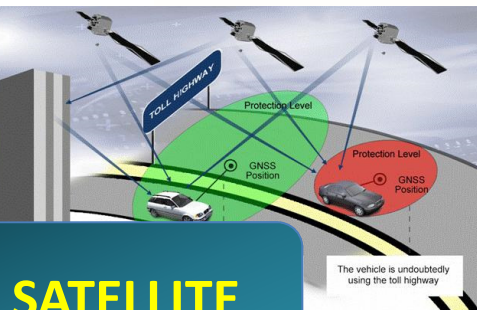 TOLL HIGHWAY
Protection Level
GNSS
Position
Protection Level
GNSS
Position
The vehicle is undoubtedly
using the toll highway
SATELLITE